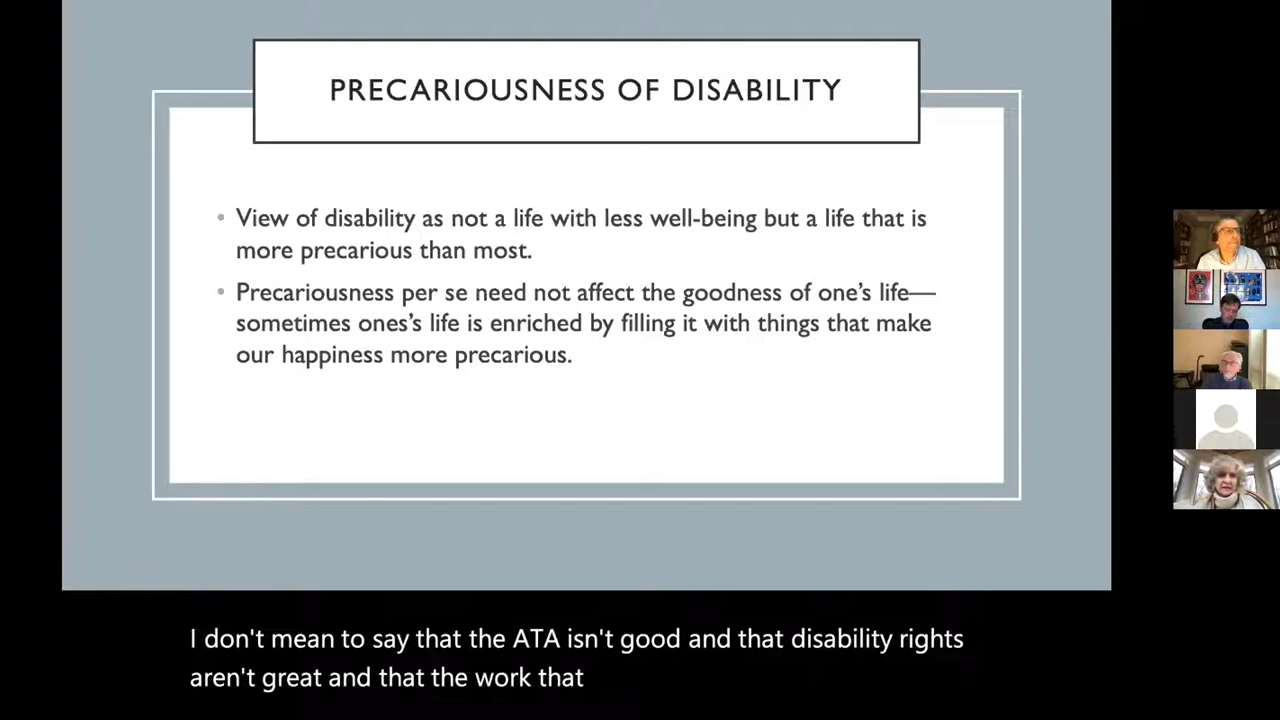 PRECARIOUSNESS OF DISABILITY
• View of disability as not a life with less well-being but a life that is
more precarious than most.
• Precariousness per se need not affect the goodness of one’s life—
sometimes ones’s life is enriched by filling it with things that make
our happiness more precarious.
I don't mean to say that the ATA isn't good and that disability rights
aren't great and that the work that